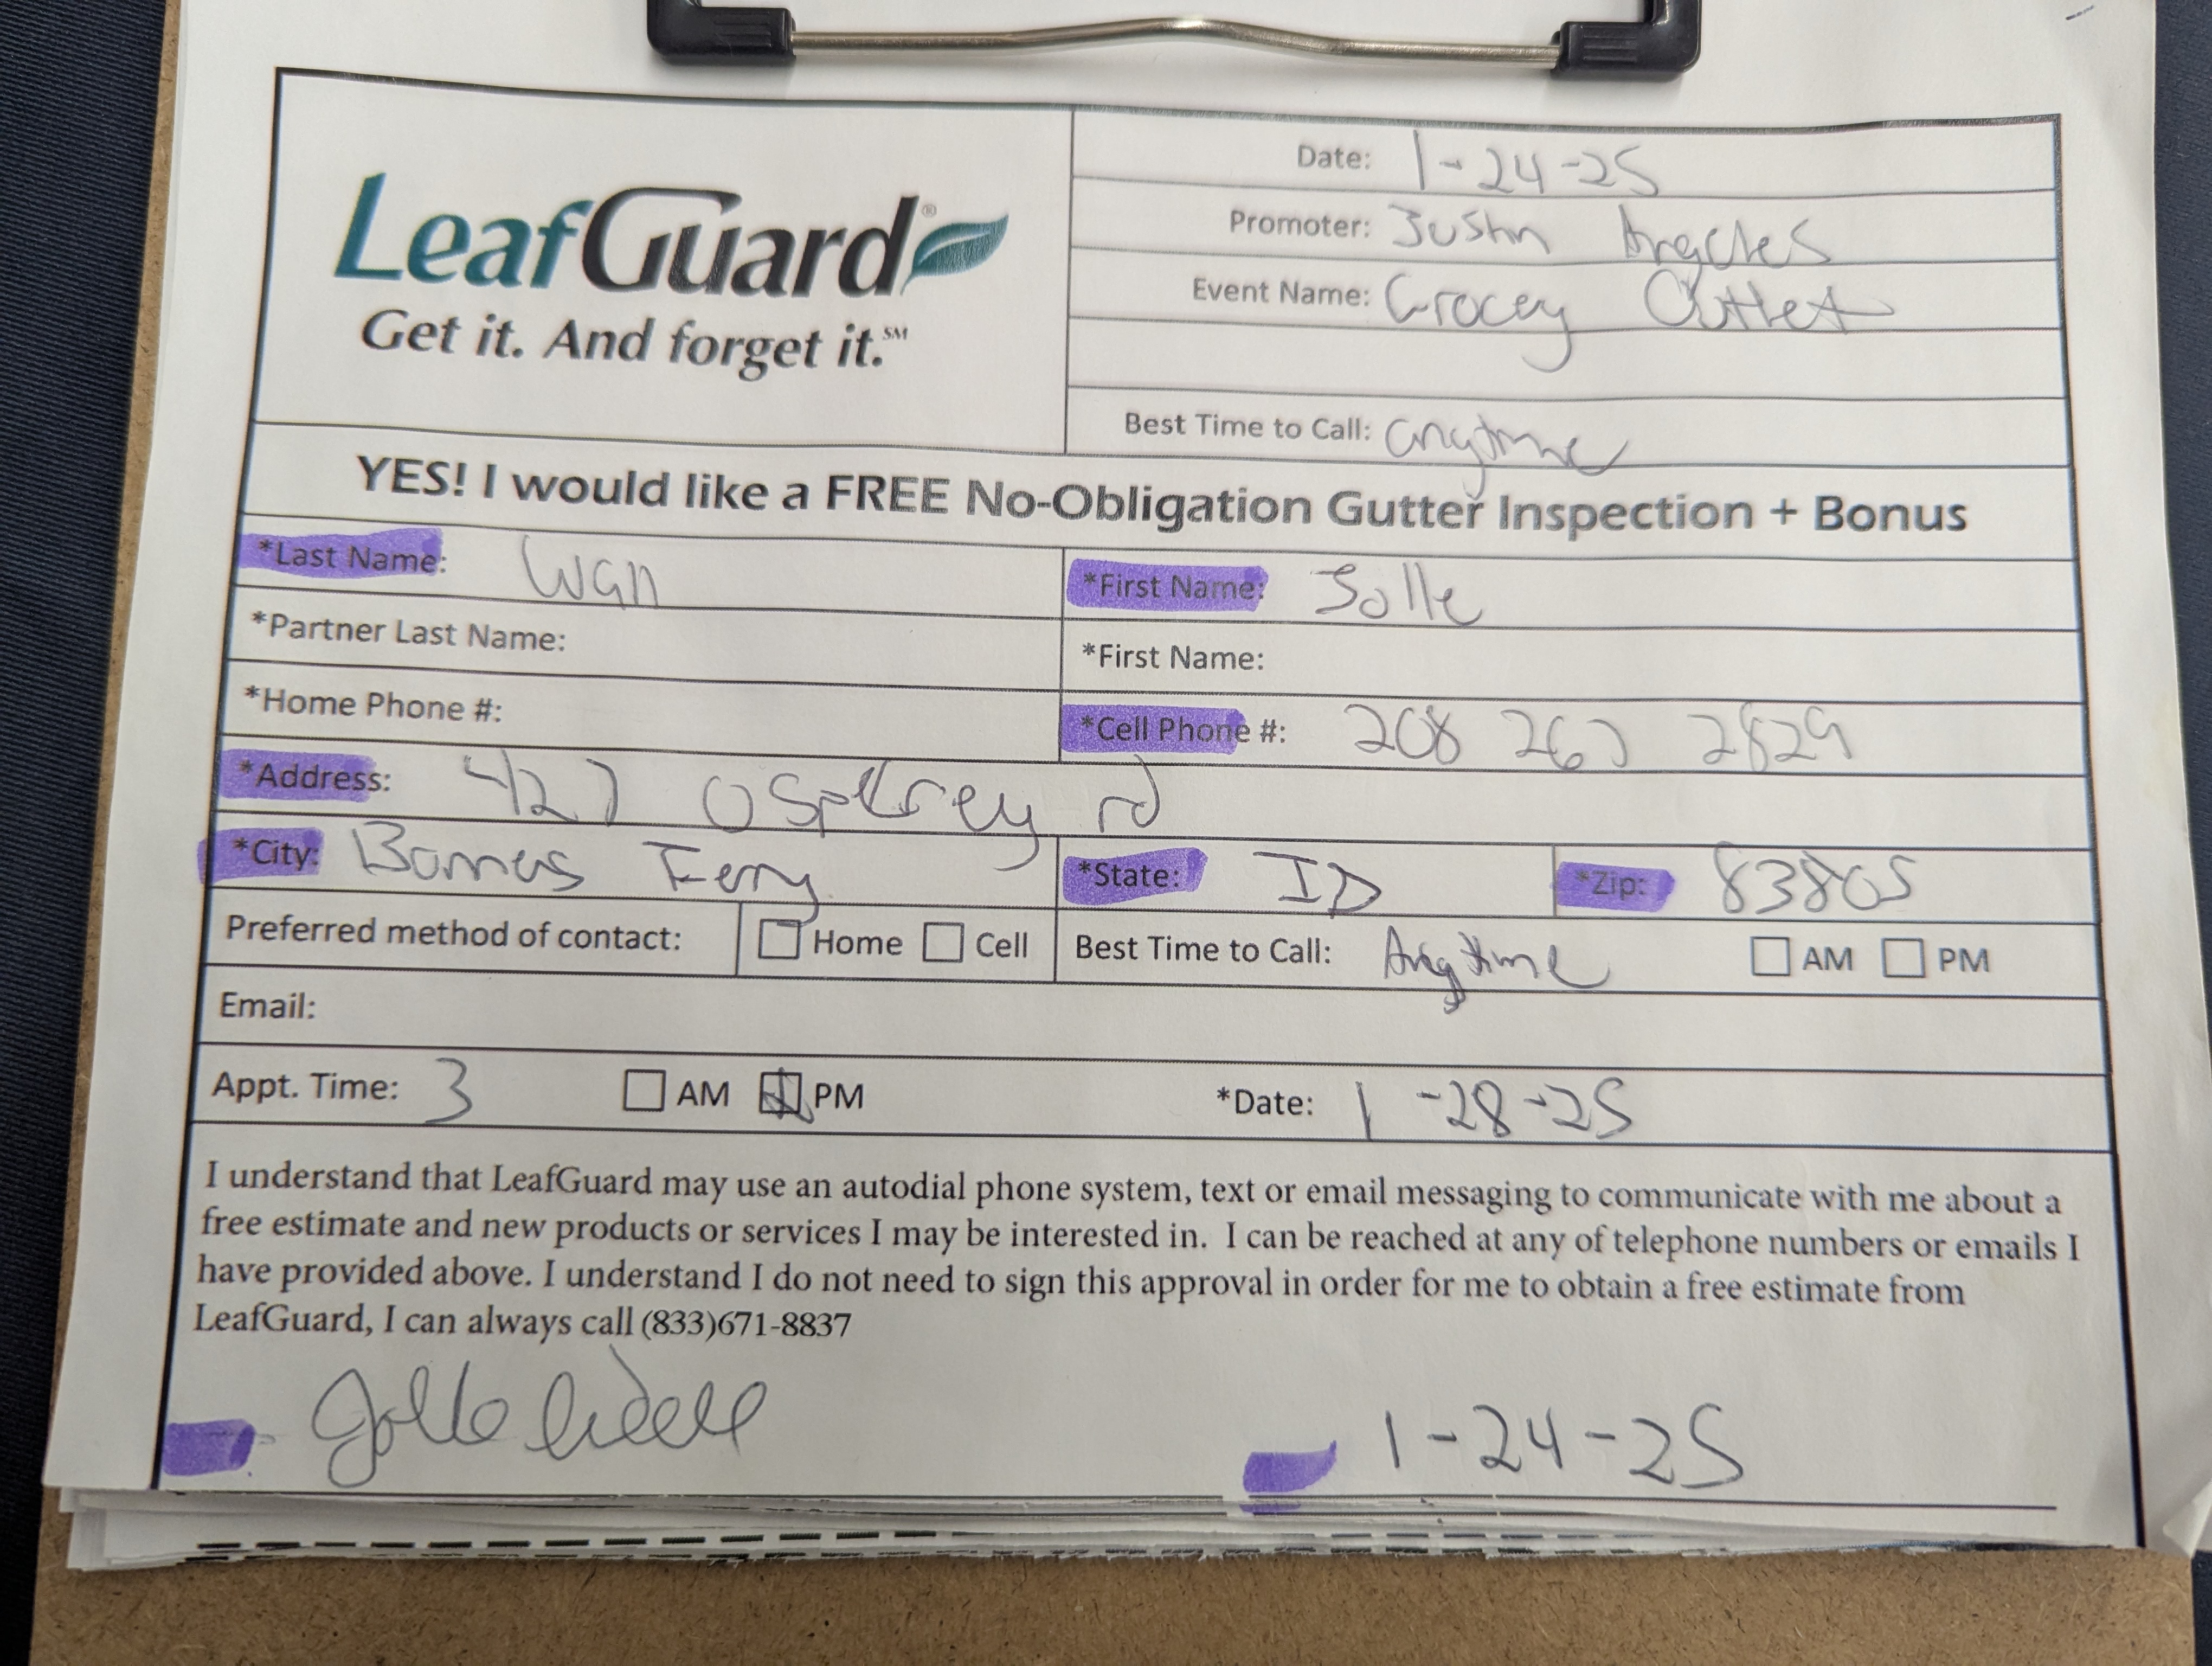 Date: 1-24-25
LeafGuard®
Get it. And forget it.℠
Promoter: Justin Angeles
Event Name: Grocey Outlet
Best Time to Call: anytime
YES! I would like a FREE No-Obligation Gutter Inspection + Bonus
*Last Name:
*First Name: Jolle
*Partner Last Name:
*First Name:
*Home Phone #:
*Cell Phone #: 208 267 2829
*Address: 427 Osprey rd
*City: Bonners Ferry
*State: ID
*Zip: 83805
Preferred method of contact: Home Cell
Best Time to Call: Anytime AM PM
Email:
Appt. Time: 3 AM PM
*Date: 1-28-25
I understand that LeafGuard may use an autodial phone system, text or email messaging to communicate with me about a
free estimate and new products or services I may be interested in. I can be reached at any of telephone numbers or emails I
have provided above. I understand I do not need to sign this approval in order for me to obtain a free estimate from
LeafGuard, I can always call (833)671-8837
1-24-25